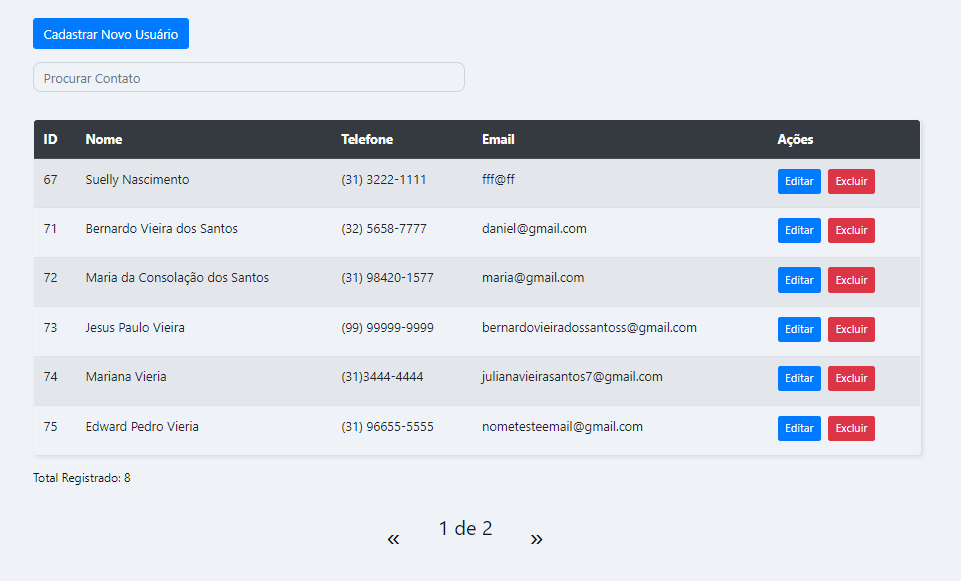 Cadastrar Novo Usuário
Procurar Contato
ID Nome Telefone Email Ações
67 Suelly Nascimento (31) 3222-1111 fff@ff Editar Excluir
71 Bernardo Vieira dos Santos (32) 5658-7777 daniel@gmail.com Editar Excluir
72 Maria da Consolação dos Santos (31) 98420-1577 maria@gmail.com Editar Excluir
73 Jesus Paulo Vieira (99) 99999-9999 bernardovieiradossantoss@gmail.com Editar Excluir
74 Mariana Vieria (31)3444-4444 julianavieirasantos7@gmail.com Editar Excluir
75 Edward Pedro Vieria (31) 96655-5555 nometesteemail@gmail.com Editar Excluir
Total Registrado: 8
« 1 de 2 »